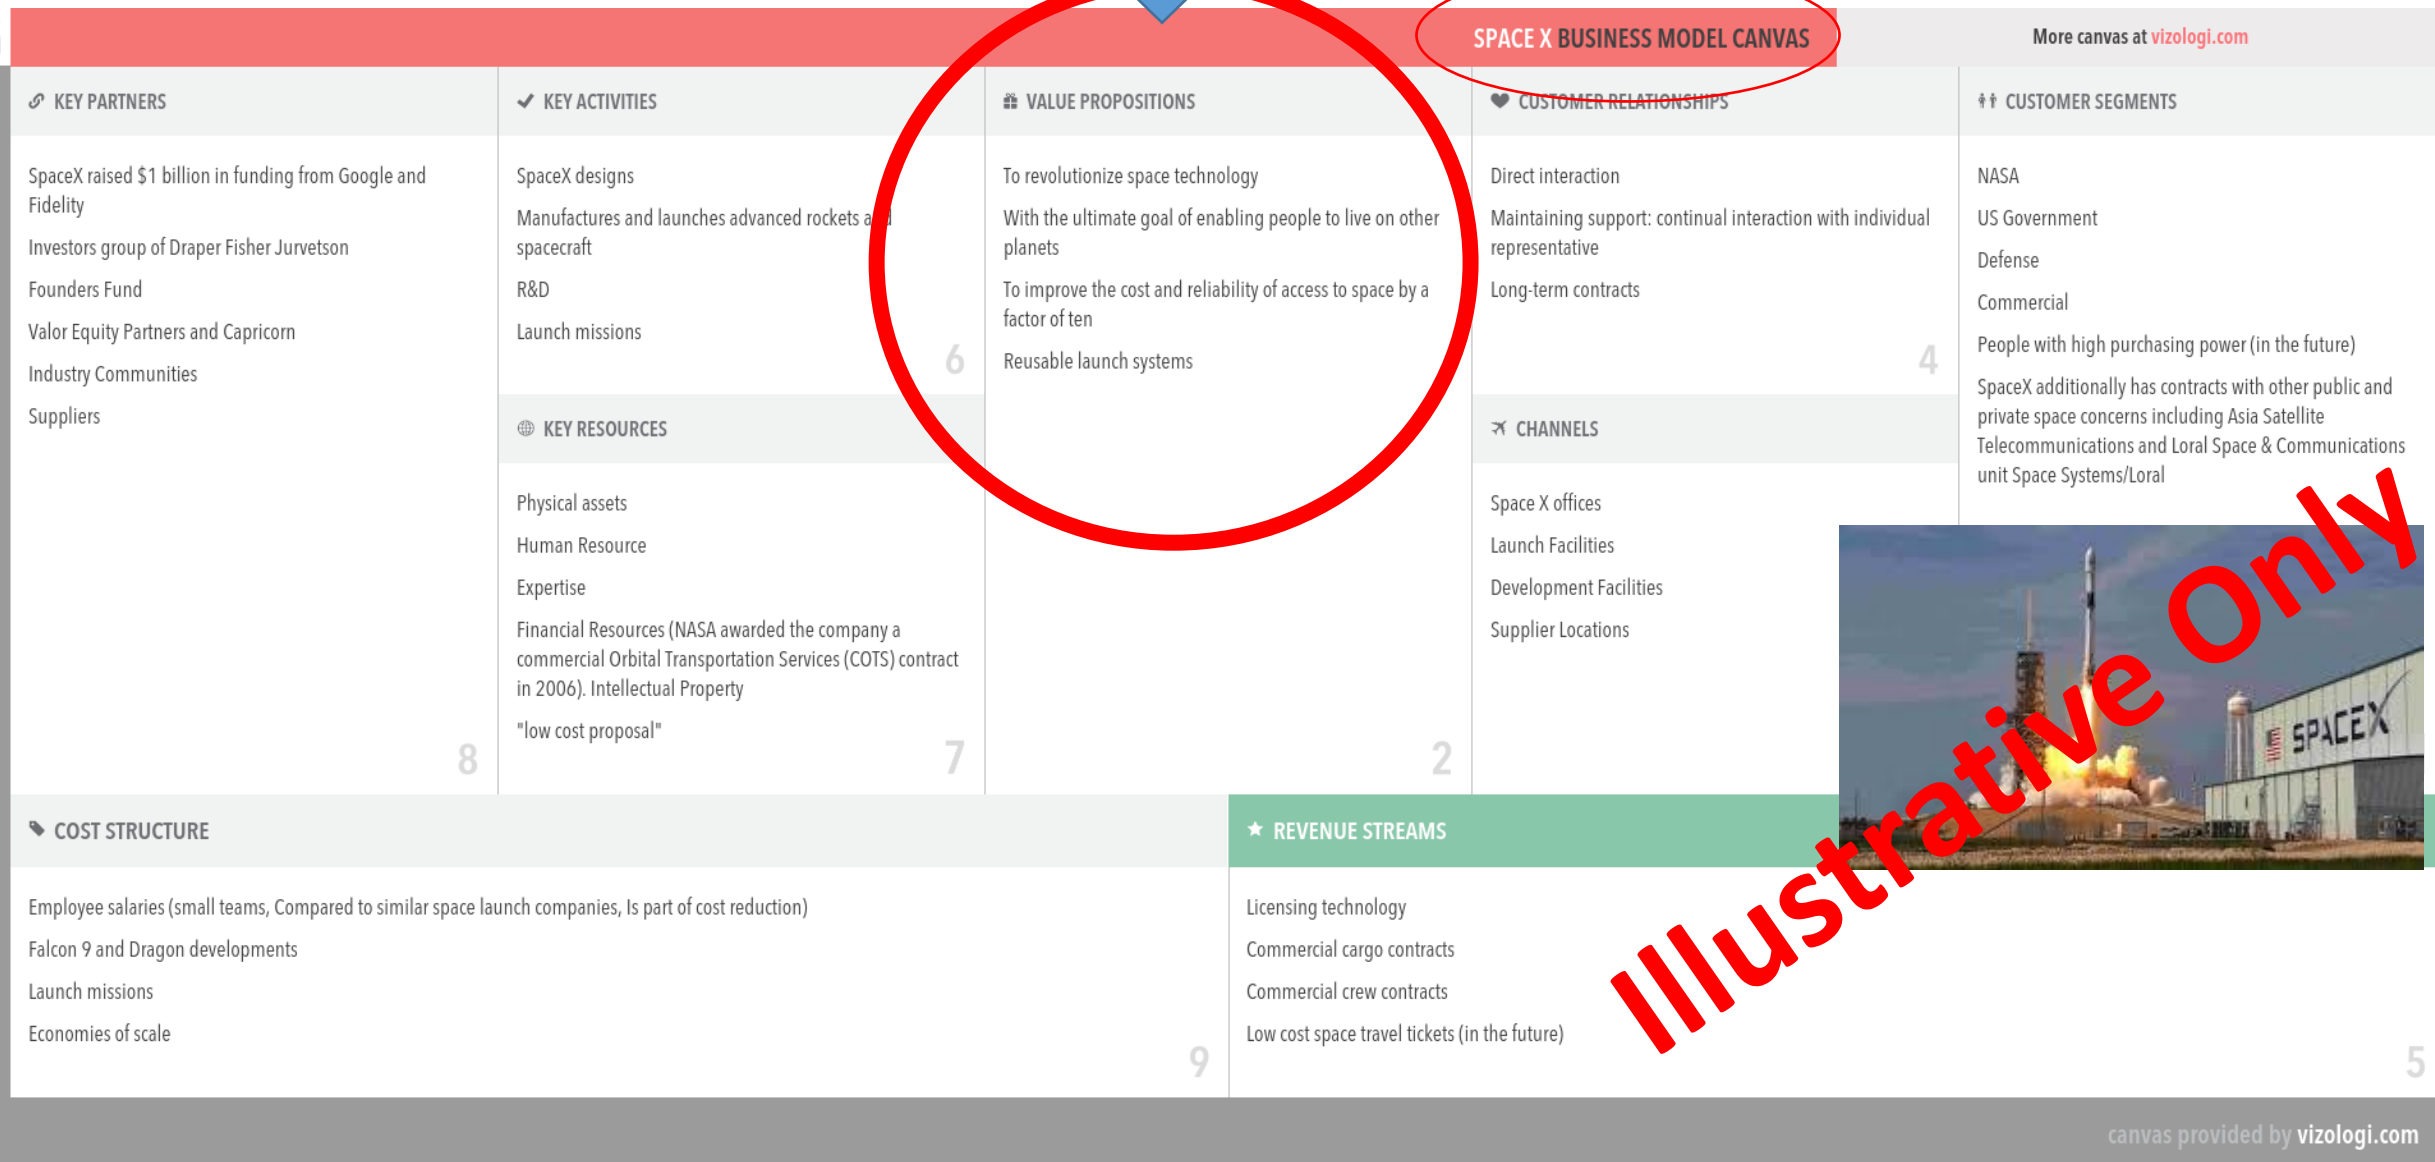 SPACE X BUSINESS MODEL CANVAS
More canvas at vizologi.com
KEY PARTNERS
SpaceX raised $1 billion in funding from Google and
Fidelity
Investors group of Draper Fisher Jurvetson
Founders Fund
Valor Equity Partners and Capricorn
Industry Communities
Suppliers
8
KEY ACTIVITIES
SpaceX designs
Manufactures and launches advanced rockets and
spacecraft
R&D
Launch missions
6
KEY RESOURCES
Physical assets
Human Resource
Expertise
Financial Resources (NASA awarded the company a
commercial Orbital Transportation Services (COTS) contract
in 2006). Intellectual Property
"low cost proposal"
7
VALUE PROPOSITIONS
To revolutionize space technology
With the ultimate goal of enabling people to live on other
planets
To improve the cost and reliability of access to space by a
factor of ten
Reusable launch systems
2
CUSTOMER RELATIONSHIPS
Direct interaction
Maintaining support: continual interaction with individual
representative
Long-term contracts
4
CHANNELS
Space X offices
Launch Facilities
Development Facilities
Supplier Locations
CUSTOMER SEGMENTS
NASA
US Government
Defense
Commercial
People with high purchasing power (in the future)
SpaceX additionally has contracts with other public and
private space concerns including Asia Satellite
Telecommunications and Loral Space & Communications
unit Space Systems/Loral
SPACEX
Illustrative Only
COST STRUCTURE
Employee salaries (small teams, Compared to similar space launch companies, Is part of cost reduction)
Falcon 9 and Dragon developments
Launch missions
Economies of scale
9
REVENUE STREAMS
Licensing technology
Commercial cargo contracts
Commercial crew contracts
Low cost space travel tickets (in the future)
5
canvas provided by vizologi.com